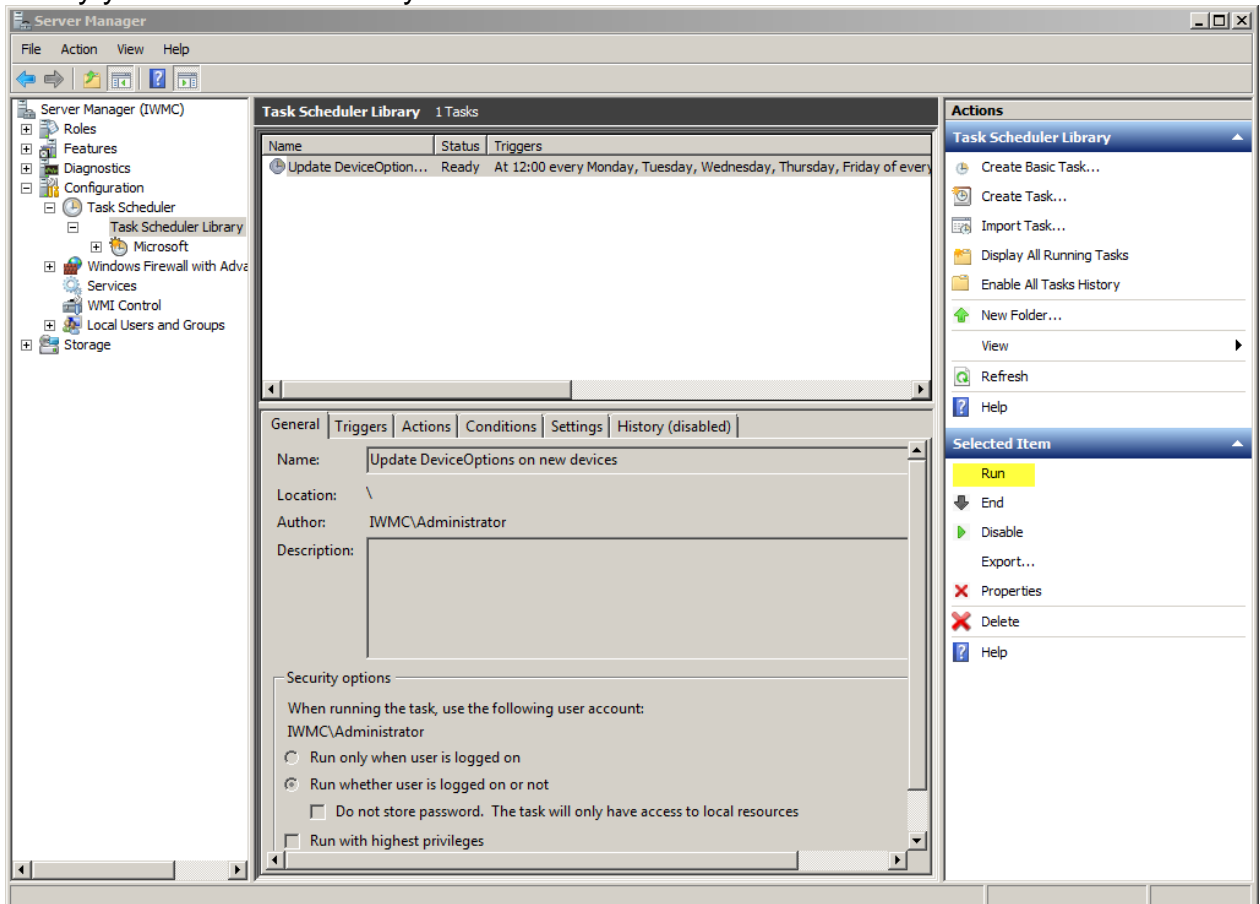 Server Manager
File Action View Help
Server Manager (IWMC)
Roles
Features
Diagnostics
Configuration
Task Scheduler
Task Scheduler Library
Microsoft
Windows Firewall with Adva
Services
WMI Control
Local Users and Groups
Storage
Task Scheduler Library 1 Tasks
Name Status Triggers
Update DeviceOption... Ready At 12:00 every Monday, Tuesday, Wednesday, Thursday, Friday of every
General Triggers Actions Conditions Settings History (disabled)
Name: Update DeviceOptions on new devices
Location: \
Author: IWMC\Administrator
Description:
Security options
When running the task, use the following user account:
IWMC\Administrator
Run only when user is logged on
Run whether user is logged on or not
Do not store password. The task will only have access to local resources
Run with highest privileges
Actions
Task Scheduler Library
Create Basic Task...
Create Task...
Import Task...
Display All Running Tasks
Enable All Tasks History
New Folder...
View
Refresh
Help
Selected Item
Run
End
Disable
Export...
Properties
Delete
Help